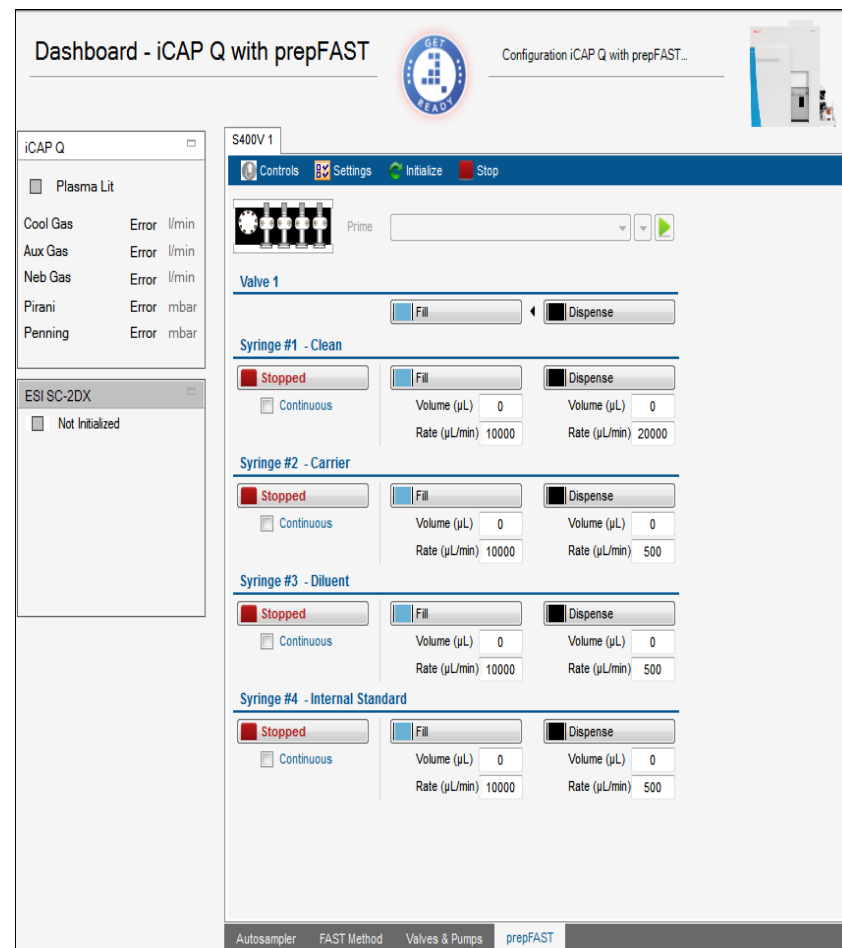 Dashboard - iCAP Q with prepFAST
GET
READY
Configuration iCAP Q with prepFAST...
iCAP Q
Plasma Lit
Cool Gas Error l/min
Aux Gas Error l/min
Neb Gas Error l/min
Pirani Error mbar
Penning Error mbar
ESI SC-2DX
Not Initialized
S400V 1
Controls Settings Initialize Stop
Prime
Valve 1
Fill Dispense
Syringe #1 - Clean
Stopped Fill Dispense
Continuous Volume (µL) 0 Volume (µL) 0
Rate (µL/min) 10000 Rate (µL/min) 20000
Syringe #2 - Carrier
Stopped Fill Dispense
Continuous Volume (µL) 0 Volume (µL) 0
Rate (µL/min) 10000 Rate (µL/min) 500
Syringe #3 - Diluent
Stopped Fill Dispense
Continuous Volume (µL) 0 Volume (µL) 0
Rate (µL/min) 10000 Rate (µL/min) 500
Syringe #4 - Internal Standard
Stopped Fill Dispense
Continuous Volume (µL) 0 Volume (µL) 0
Rate (µL/min) 10000 Rate (µL/min) 500
Autosampler FAST Method Valves & Pumps prepFAST